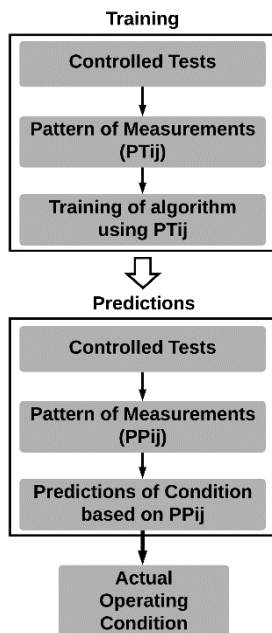 Training
Controlled Tests
Pattern of Measurements
(PTij)
Training of algorithm
using PTij
Predictions
Controlled Tests
Pattern of Measurements
(PPij)
Predictions of Condition
based on PPij
Actual
Operating
Condition